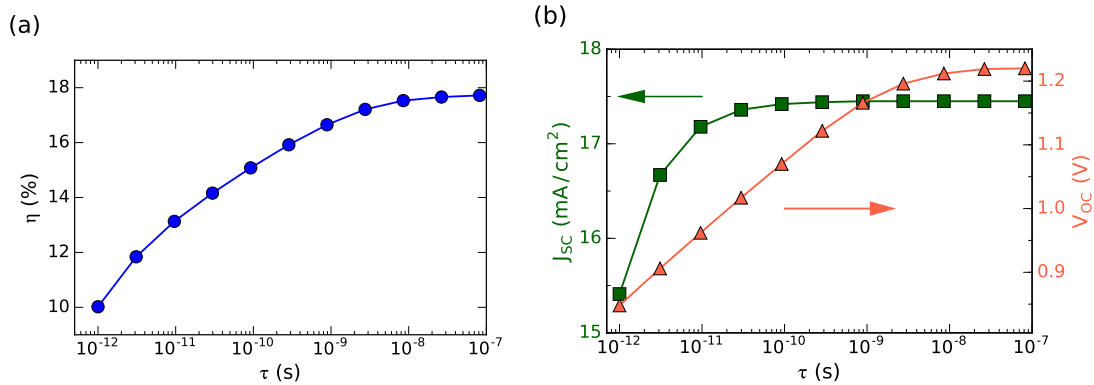 (a)
(b)
18
16
14
12
10
η (%)
10⁻¹² 10⁻¹¹ 10⁻¹⁰ 10⁻⁹ 10⁻⁸ 10⁻⁷
τ (s)
18
17
16
15
J_SC (mA/cm²)
1.2
1.1
1.0
0.9
V_OC (V)
10⁻¹² 10⁻¹¹ 10⁻¹⁰ 10⁻⁹ 10⁻⁸ 10⁻⁷
τ (s)